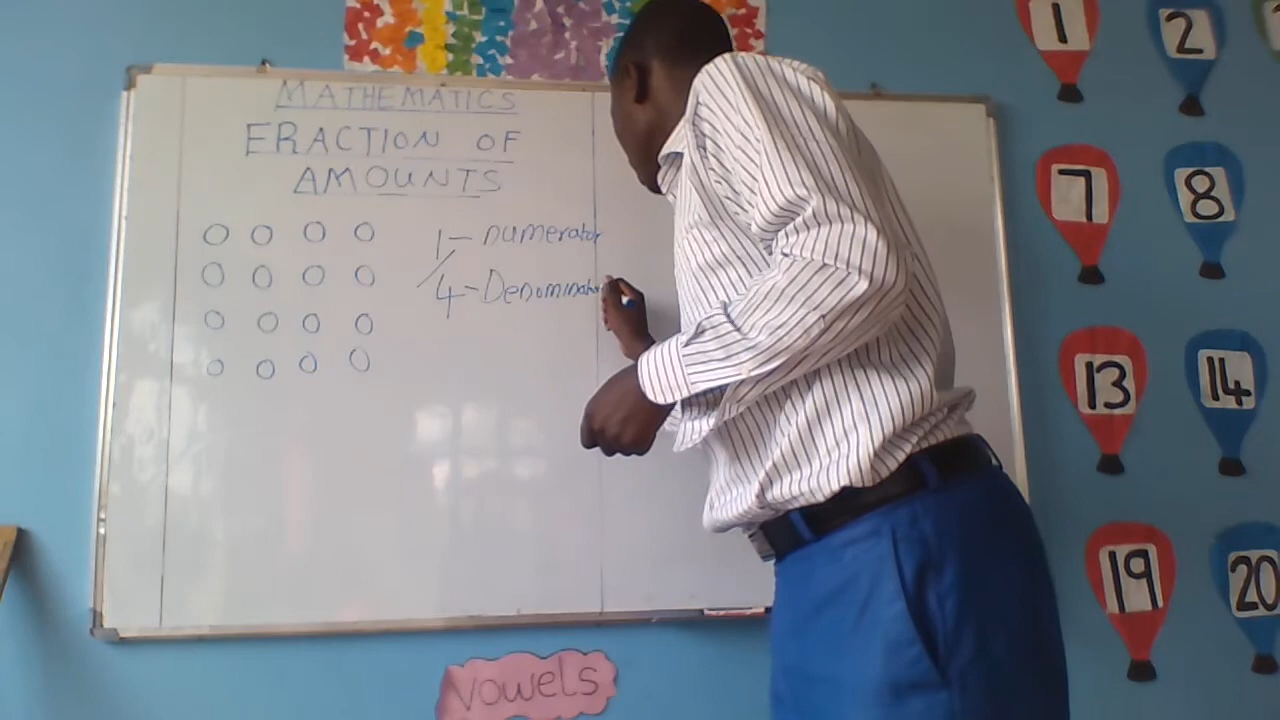 MATHEMATICS
FRACTION OF
AMOUNTS
1 - numerator
4 - Denominator
VOWELS
1
2
7
8
13
14
19
20